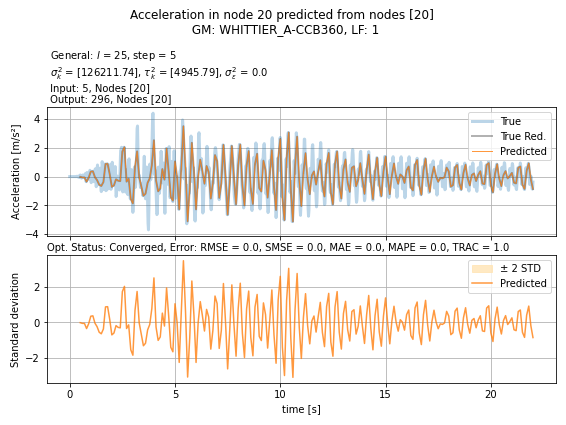 Acceleration in node 20 predicted from nodes [20]
GM: WHITTIER_A-CCB360, LF: 1
General: l = 25, step = 5
σ²ₖ = [126211.74], τ²ₖ = [4945.79], σ²ε = 0.0
Input: 5, Nodes [20]
Output: 296, Nodes [20]
Acceleration [m/s²]
4
2
0
−2
−4
True
True Red.
Predicted
Opt. Status: Converged, Error: RMSE = 0.0, SMSE = 0.0, MAE = 0.0, MAPE = 0.0, TRAC = 1.0
Standard deviation
2
0
−2
± 2 STD
Predicted
0 5 10 15 20
time [s]